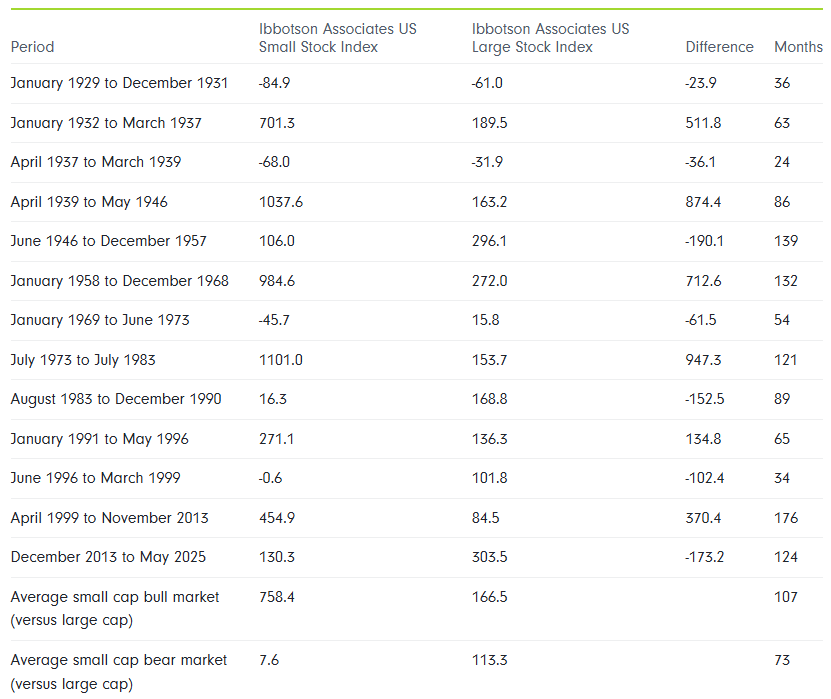 Period Ibbotson Associates US Small Stock Index Ibbotson Associates US Large Stock Index Difference Months
January 1929 to December 1931 -84.9 -61.0 -23.9 36
January 1932 to March 1937 701.3 189.5 511.8 63
April 1937 to March 1939 -68.0 -31.9 -36.1 24
April 1939 to May 1946 1037.6 163.2 874.4 86
June 1946 to December 1957 106.0 296.1 -190.1 139
January 1958 to December 1968 984.6 272.0 712.6 132
January 1969 to June 1973 -45.7 15.8 -61.5 54
July 1973 to July 1983 1101.0 153.7 947.3 121
August 1983 to December 1990 16.3 168.8 -152.5 89
January 1991 to May 1996 271.1 136.3 134.8 65
June 1996 to March 1999 -0.6 101.8 -102.4 34
April 1999 to November 2013 454.9 84.5 370.4 176
December 2013 to May 2025 130.3 303.5 -173.2 124
Average small cap bull market 758.4 166.5 107
(versus large cap)
Average small cap bear market 7.6 113.3 73
(versus large cap)